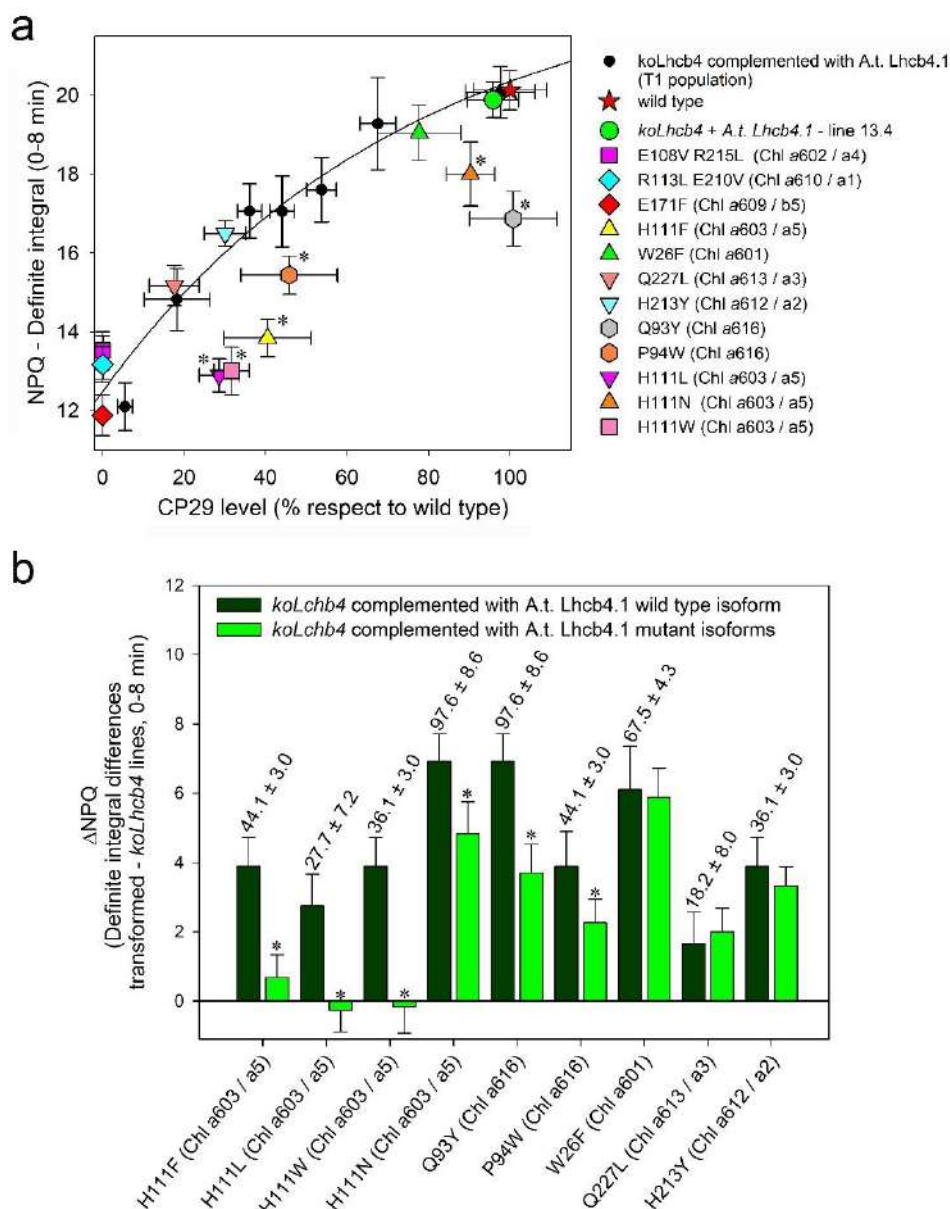 a
NPQ - Definite integral (0-8 min)
20
18
16
14
12
0 20 40 60 80 100
CP29 level (% respect to wild type)
* * * * * * *
koLhcb4 complemented with A.t. Lhcb4.1
(T1 population)
wild type
koLhcb4 + A.t. Lhcb4.1 - line 13.4
E108V R215L (Chl a602 / a4)
R113L E210V (Chl a610 / a1)
E171F (Chl a609 / b5)
H111F (Chl a603 / a5)
W26F (Chl a601)
Q227L (Chl a613 / a3)
H213Y (Chl a612 / a2)
Q93Y (Chl a616)
P94W (Chl a616)
H111L (Chl a603 / a5)
H111N (Chl a603 / a5)
H111W (Chl a603 / a5)
b
ΔNPQ
(Definite integral differences
transformed - koLhcb4 lines, 0-8 min)
12
10
8
6
4
2
0
koLchb4 complemented with A.t. Lhcb4.1 wild type isoform
koLchb4 complemented with A.t. Lhcb4.1 mutant isoforms
44.1 ± 3.0
27.7 ± 7.2
36.1 ± 3.0
97.6 ± 8.6
97.6 ± 8.6
44.1 ± 3.0
67.5 ± 4.3
18.2 ± 8.0
36.1 ± 3.0
* * * * * *
H111F (Chl a603 / a5)
H111L (Chl a603 / a5)
H111W (Chl a603 / a5)
H111N (Chl a603 / a5)
Q93Y (Chl a616)
P94W (Chl a616)
W26F (Chl a601)
Q227L (Chl a613 / a3)
H213Y (Chl a612 / a2)